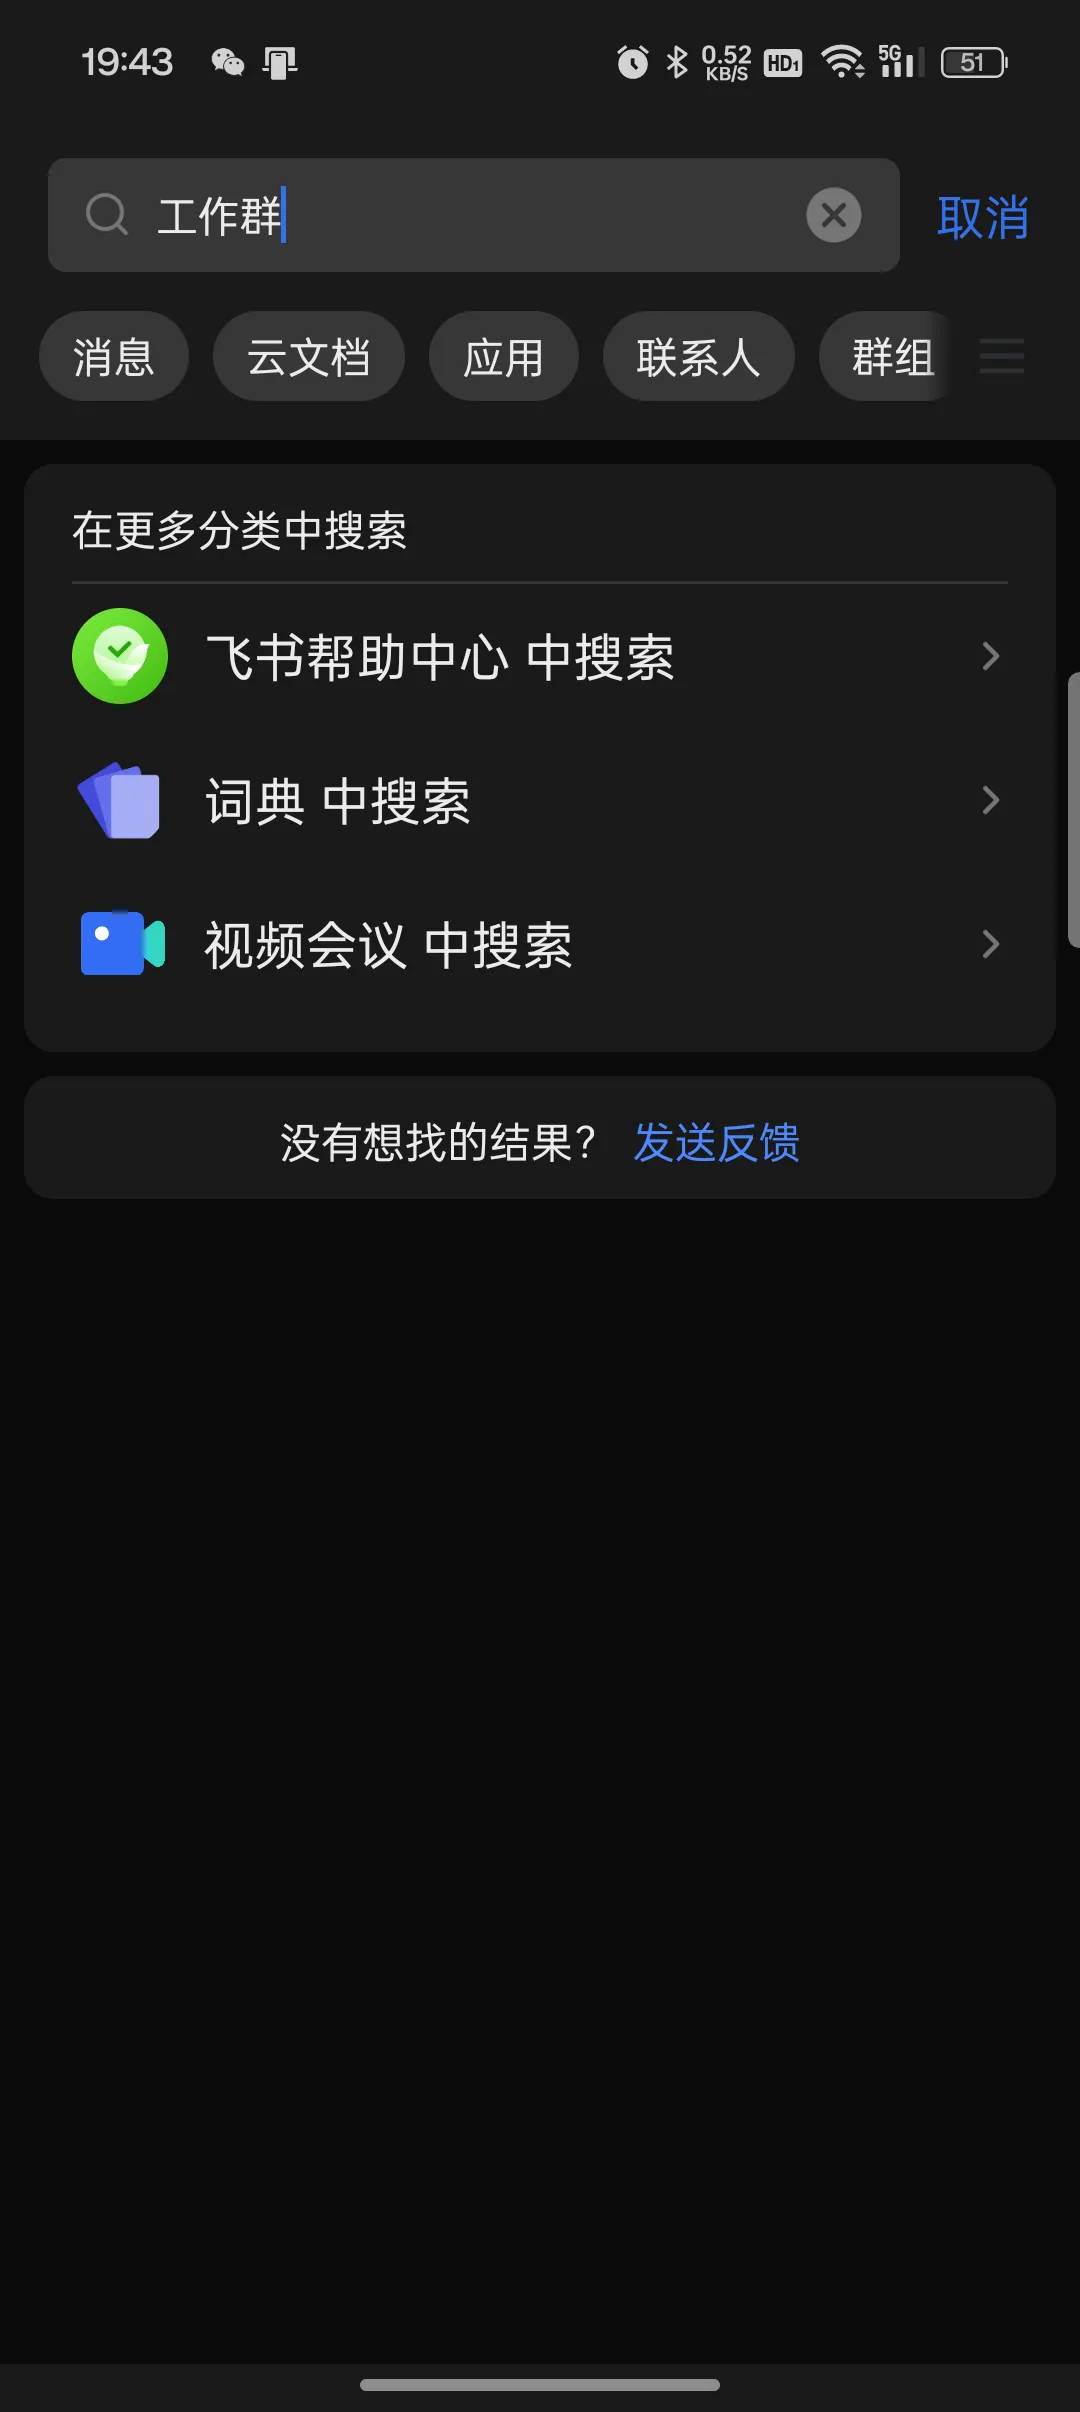 19:43 0.52 KB/S HD1 5G 51
工作群 取消
消息 云文档 应用 联系人 群组
在更多分类中搜索
飞书帮助中心 中搜索
词典 中搜索
视频会议 中搜索
没有想找的结果? 发送反馈